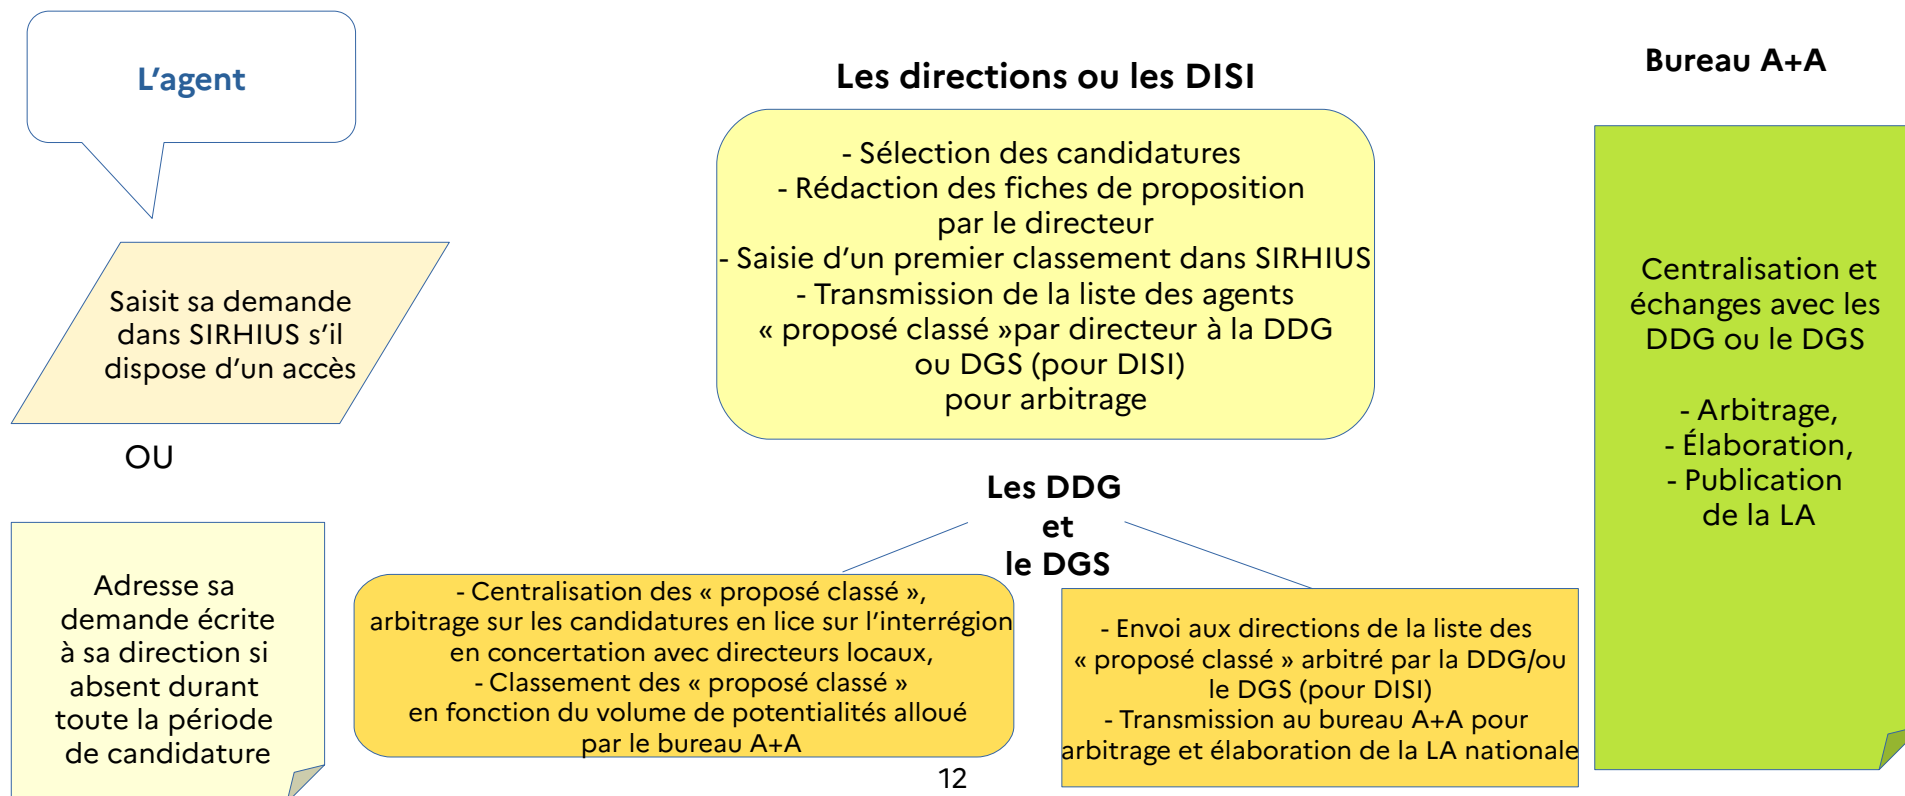 L’agent
Saisit sa demande
dans SIRHIUS s’il
dispose d’un accès
OU
Adresse sa
demande écrite
à sa direction si
absent durant
toute la période
de candidature
Les directions ou les DISI
- Sélection des candidatures
- Rédaction des fiches de proposition
par le directeur
- Saisie d’un premier classement dans SIRHIUS
- Transmission de la liste des agents
« proposé classé »par directeur à la DDG
ou DGS (pour DISI)
pour arbitrage
Les DDG
et
le DGS
- Centralisation des « proposé classé »,
arbitrage sur les candidatures en lice sur l’interrégion
en concertation avec directeurs locaux,
- Classement des « proposé classé »
en fonction du volume de potentialités alloué
par le bureau A+A
- Envoi aux directions de la liste des
« proposé classé » arbitré par la DDG/ou
le DGS (pour DISI)
- Transmission au bureau A+A pour
arbitrage et élaboration de la LA nationale
Bureau A+A
Centralisation et
échanges avec les
DDG ou le DGS
- Arbitrage,
- Élaboration,
- Publication
de la LA
12